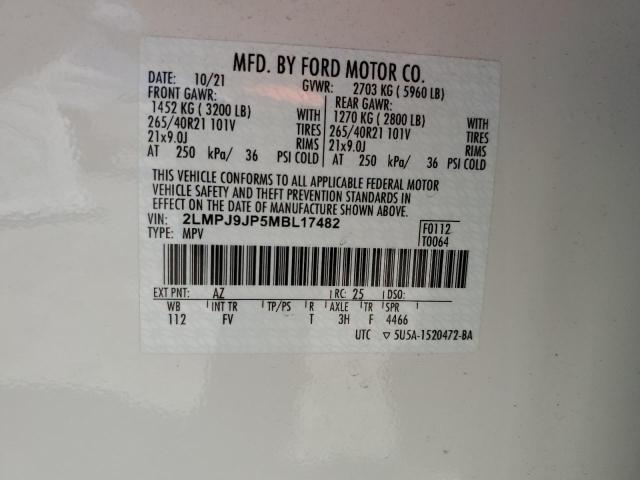 MFD. BY FORD MOTOR CO.
DATE: 10/21 GVWR: 2703 KG ( 5960 LB)
FRONT GAWR: REAR GAWR:
1452 KG ( 3200 LB) WITH 1270 KG ( 2800 LB) WITH
265/40R21 101V TIRES 265/40R21 101V TIRES
21x9.0J RIMS 21x9.0J RIMS
AT 250 kPa/ 36 PSI COLD AT 250 kPa/ 36 PSI COLD
THIS VEHICLE CONFORMS TO ALL APPLICABLE FEDERAL MOTOR
VEHICLE SAFETY AND THEFT PREVENTION STANDARDS IN
EFFECT ON THE DATE OF MANUFACTURE SHOWN ABOVE.
VIN: 2LMPJ9JP5MBL17482 F0112
TYPE: MPV T0064
EXT PNT: AZ RC: 25 DSO:
WB INT TR TP/PS R AXLE TR SPR
112 FV T 3H F 4466
UTC ▽ 5U5A-1520472-BA